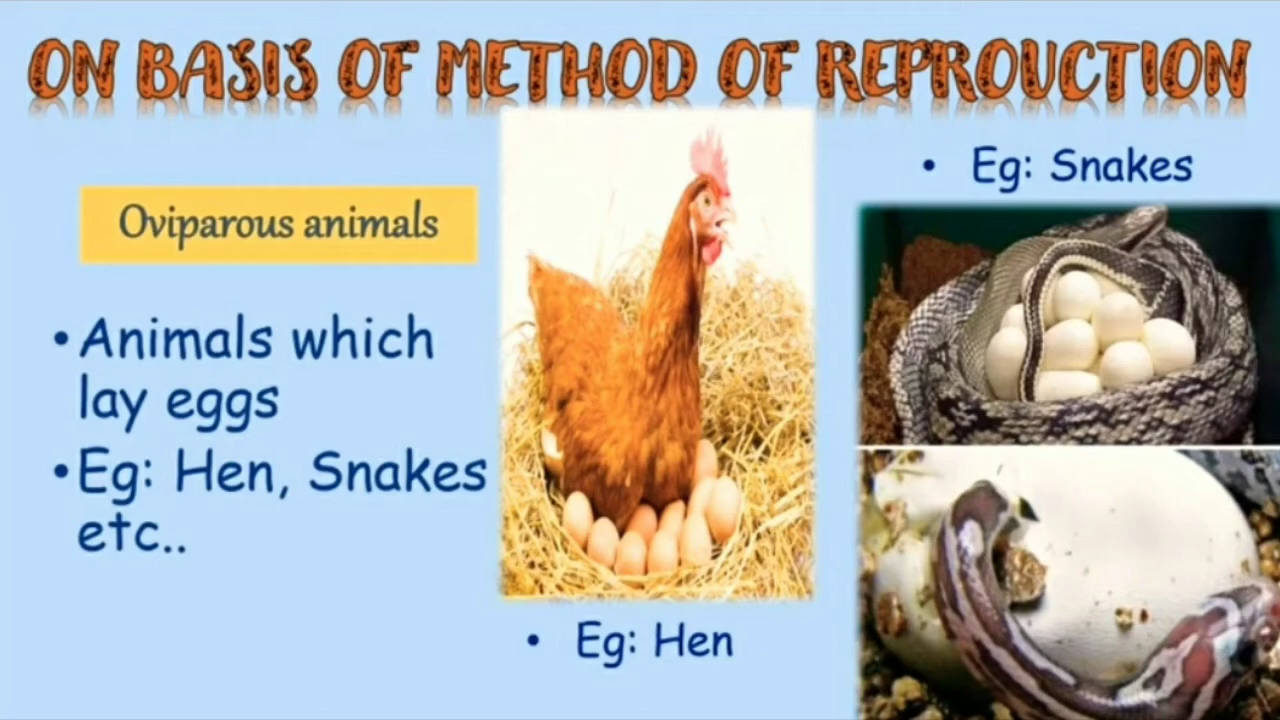 ON BASIS OF METHOD OF REPROUCTION
Oviparous animals
• Animals which
lay eggs
• Eg: Hen, Snakes
etc..
• Eg: Hen
• Eg: Snakes